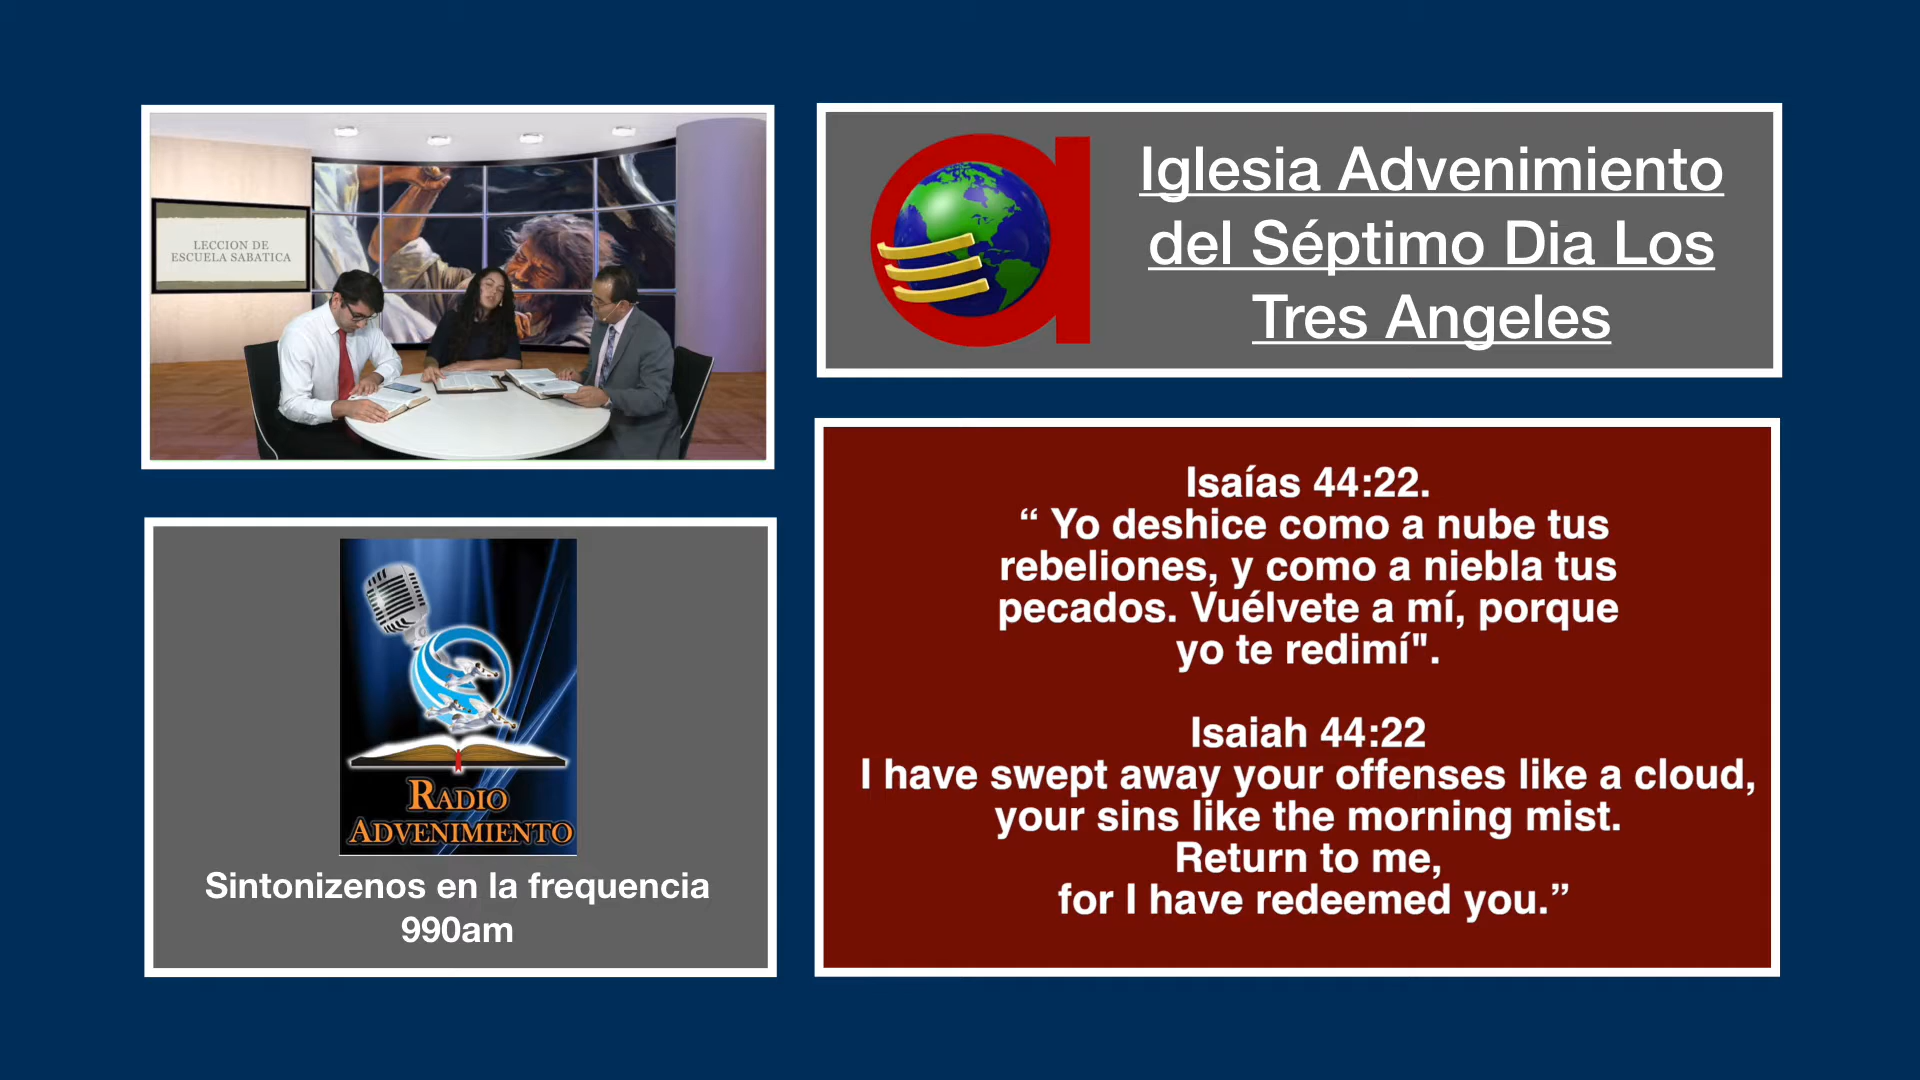 LECCION DE
ESCUELA SABATICA
Iglesia Advenimiento
del Séptimo Dia Los
Tres Angeles
RADIO
ADVENIMIENTO
Sintonizenos en la frequencia
990am
Isaías 44:22.
“ Yo deshice como a nube tus
rebeliones, y como a niebla tus
pecados. Vuélvete a mí, porque
yo te redimí".
Isaiah 44:22
I have swept away your offenses like a cloud,
your sins like the morning mist.
Return to me,
for I have redeemed you.”